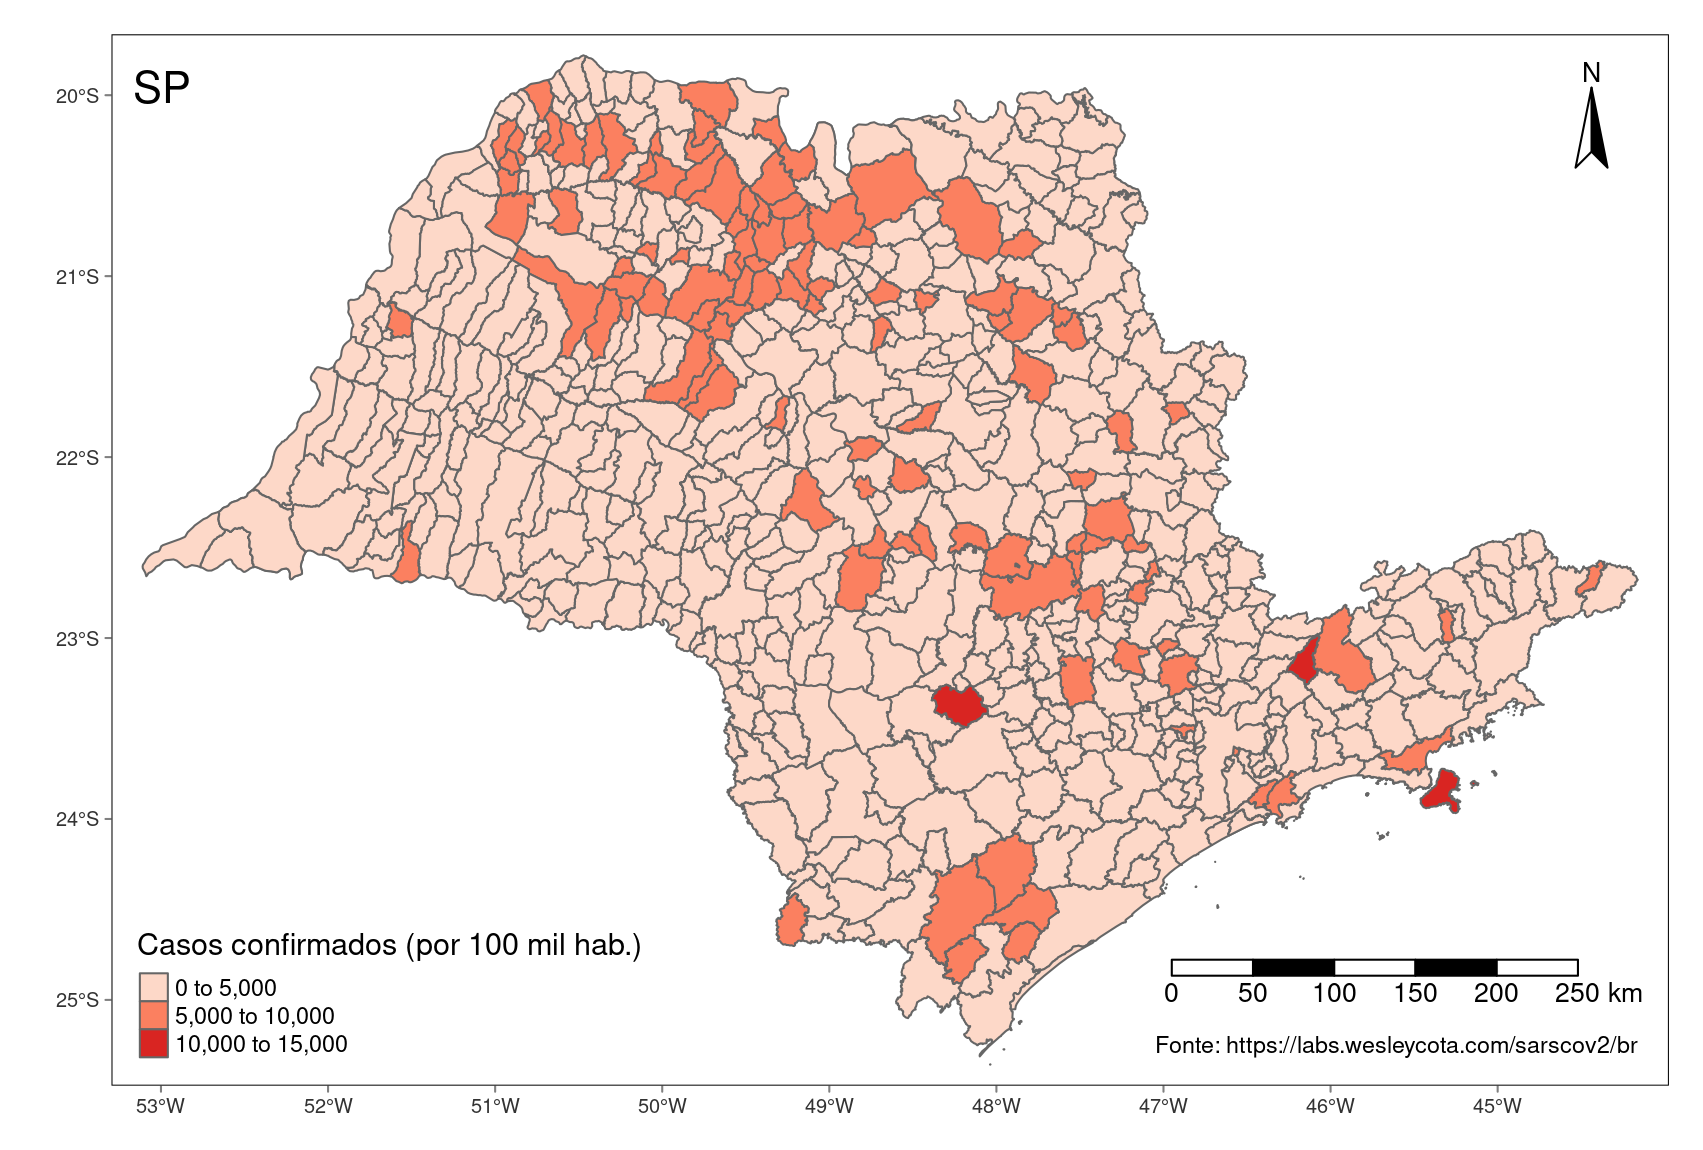 SP
N
20°S
21°S
22°S
23°S
24°S
25°S
Casos confirmados (por 100 mil hab.)
0 to 5,000
5,000 to 10,000
10,000 to 15,000
0 50 100 150 200 250 km
Fonte: https://labs.wesleycota.com/sarscov2/br
53°W 52°W 51°W 50°W 49°W 48°W 47°W 46°W 45°W